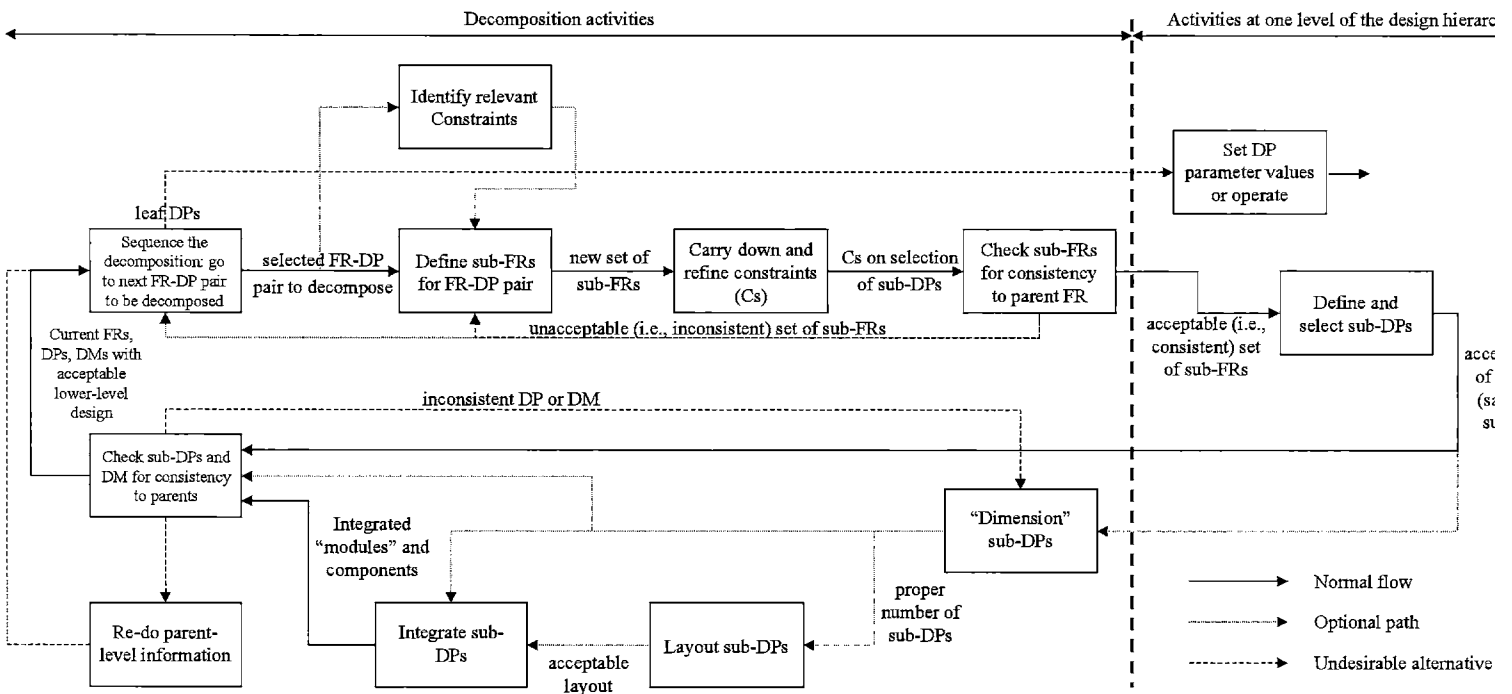 Decomposition activities
Activities at one level of the design hierarc
Identify relevant
Constraints
Set DP
parameter values
or operate
leaf DPs
Sequence the
decomposition: go
to next FR-DP pair
to be decomposed
selected FR-DP
pair to decompose
Define sub-FRs
for FR-DP pair
new set of
sub-FRs
Carry down and
refine constraints
(Cs)
Cs on selection
of sub-DPs
Check sub-FRs
for consistency
to parent FR
acceptable (i.e.,
consistent) set
of sub-FRs
Define and
select sub-DPs
unacceptable (i.e., inconsistent) set of sub-FRs
Current FRs,
DPs, DMs with
acceptable
lower-level
design
acce
of
(sa
su
inconsistent DP or DM
Check sub-DPs and
DM for consistency
to parents
Integrated
“modules” and
components
“Dimension”
sub-DPs
proper
number of
sub-DPs
Re-do parent-
level information
Integrate sub-
DPs
acceptable
layout
Layout sub-DPs
Normal flow
Optional path
Undesirable alternative